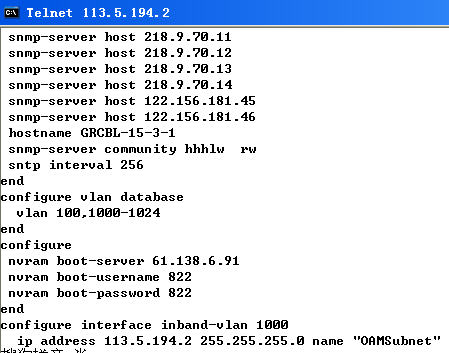 Telnet 113.5.194.2
snmp-server host 218.9.70.11
snmp-server host 218.9.70.12
snmp-server host 218.9.70.13
snmp-server host 218.9.70.14
snmp-server host 122.156.181.45
snmp-server host 122.156.181.46
hostname GRCBL-15-3-1
snmp-server community hhhlw rw
sntp interval 256
end
configure vlan database
vlan 100,1000-1024
end
configure
nvram boot-server 61.138.6.91
nvram boot-username 822
nvram boot-password 822
end
configure interface inband-vlan 1000
ip address 113.5.194.2 255.255.255.0 name "OAMSubnet"